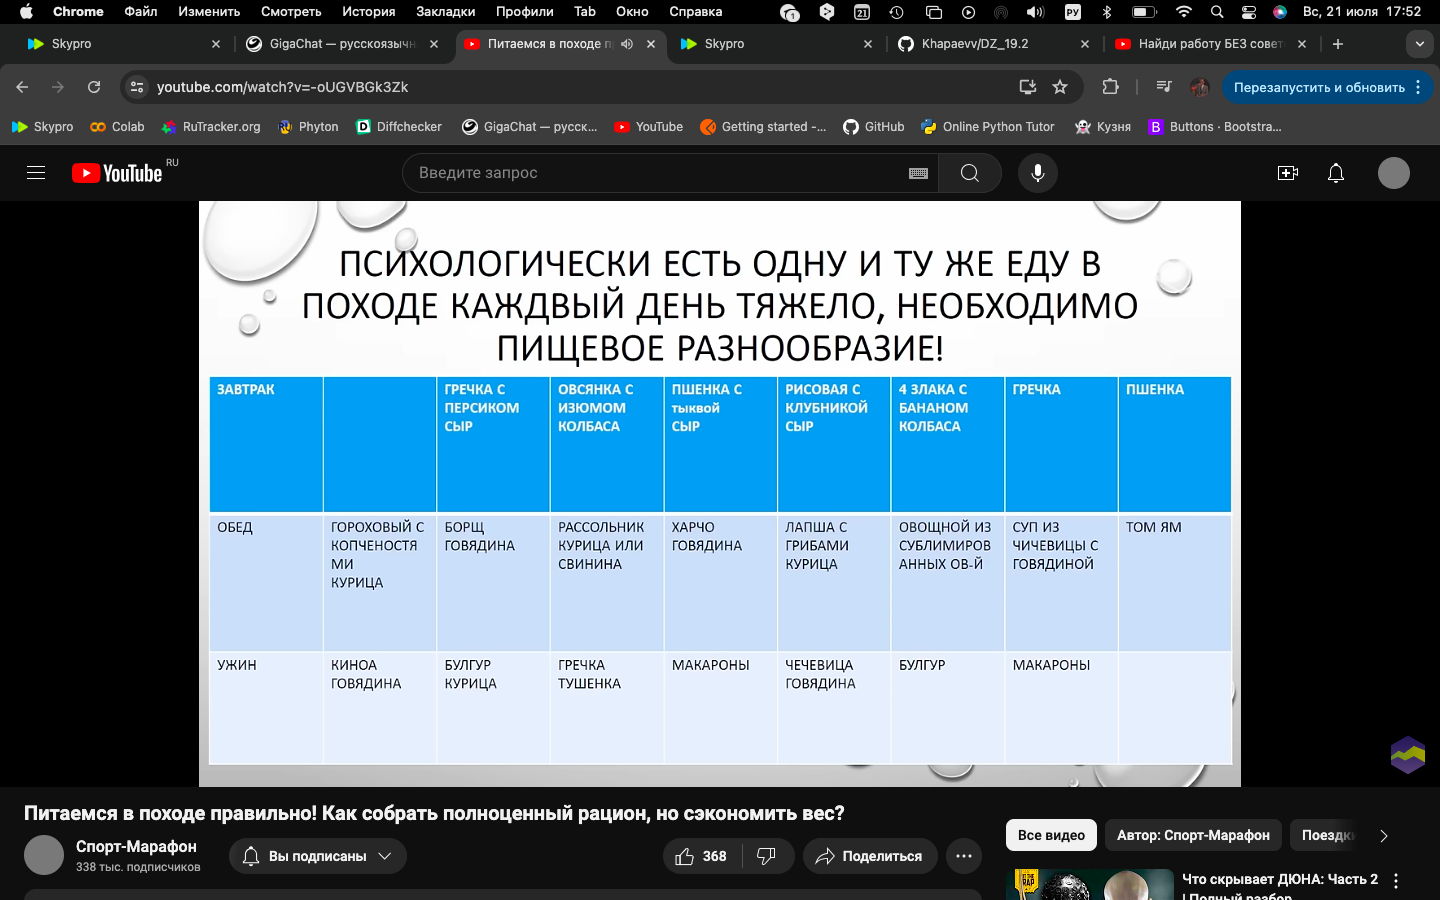 Chrome Файл Изменить Смотреть История Закладки Профили Tab Окно Справка 1 21 РУ Вс, 21 июля 17:52
Skypro GigaChat — русскоязычн Питаемся в походе п Skypro Khapaevv/DZ_19.2 Найди работу БЕЗ совет
youtube.com/watch?v=-oUGVBGk3Zk Перезапустить и обновить
Skypro Colab RuTracker.org Phyton Diffchecker GigaChat — русск... YouTube Getting started -... GitHub Online Python Tutor Кузня Buttons · Bootstra...
YouTube RU Введите запрос
ПСИХОЛОГИЧЕСКИ ЕСТЬ ОДНУ И ТУ ЖЕ ЕДУ В
ПОХОДЕ КАЖДВЫЙ ДЕНЬ ТЯЖЕЛО, НЕОБХОДИМО
ПИЩЕВОЕ РАЗНООБРАЗИЕ!
ЗАВТРАК ГРЕЧКА С ОВСЯНКА С ПШЕНКА С РИСОВАЯ С 4 ЗЛАКА С ГРЕЧКА ПШЕНКА
ПЕРСИКОМ ИЗЮМОМ тыквой КЛУБНИКОЙ БАНАНОМ
СЫР КОЛБАСА СЫР СЫР КОЛБАСА
ОБЕД ГОРОХОВЫЙ С БОРЩ РАССОЛЬНИК ХАРЧО ЛАПША С ОВОЩНОЙ ИЗ СУП ИЗ ТОМ ЯМ
КОПЧЕНОСТЯ ГОВЯДИНА КУРИЦА ИЛИ ГОВЯДИНА ГРИБАМИ СУБЛИМИРОВ ЧИЧЕВИЦЫ С
МИ СВИНИНА КУРИЦА АННЫХ ОВ-Й ГОВЯДИНОЙ
КУРИЦА
УЖИН КИНОА БУЛГУР ГРЕЧКА МАКАРОНЫ ЧЕЧЕВИЦА БУЛГУР МАКАРОНЫ
ГОВЯДИНА КУРИЦА ТУШЕНКА ГОВЯДИНА
Питаемся в походе правильно! Как собрать полноценный рацион, но сэкономить вес?
Спорт-Марафон
338 тыс. подписчиков
Вы подписаны 368 Поделиться
Все видео Автор: Спорт-Марафон Поездк
Что скрывает ДЮНА: Часть 2
! Полный разбор